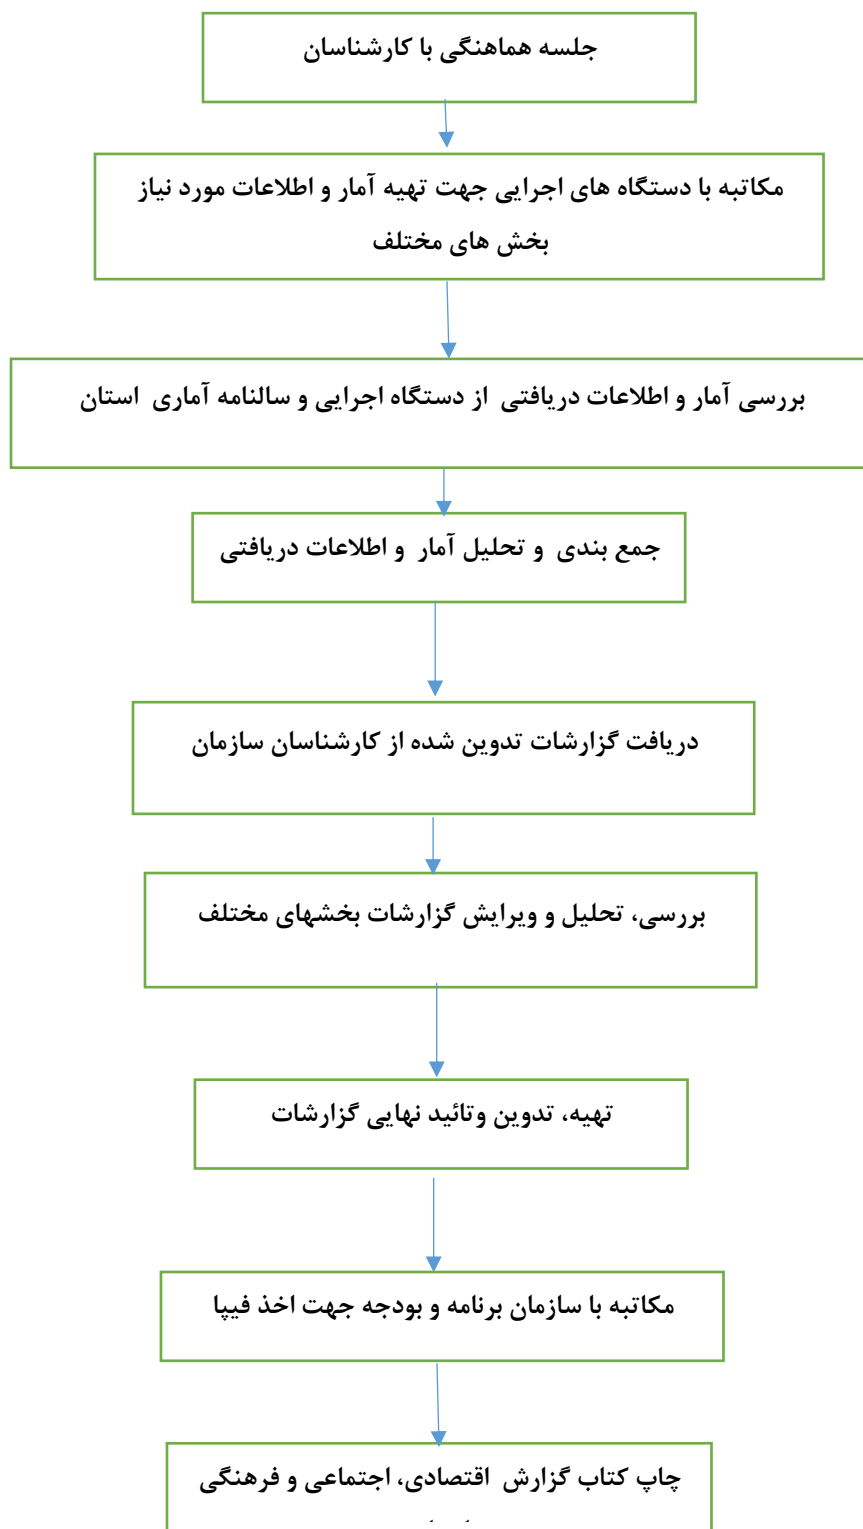 جلسه هماهنگی با کارشناسان
مکاتبه با دستگاه های اجرایی جهت تهیه آمار و اطلاعات مورد نیاز
بخش های مختلف
بررسی آمار و اطلاعات دریافتی از دستگاه اجرایی و سالنامه آماری استان
جمع بندی و تحلیل آمار و اطلاعات دریافتی
دریافت گزارشات تدوین شده از کارشناسان سازمان
بررسی، تحلیل و ویرایش گزارشات بخشهای مختلف
تهیه، تدوین وتائید نهایی گزارشات
مکاتبه با سازمان برنامه و بودجه جهت اخذ فیپا
چاپ کتاب گزارش اقتصادی، اجتماعی و فرهنگی